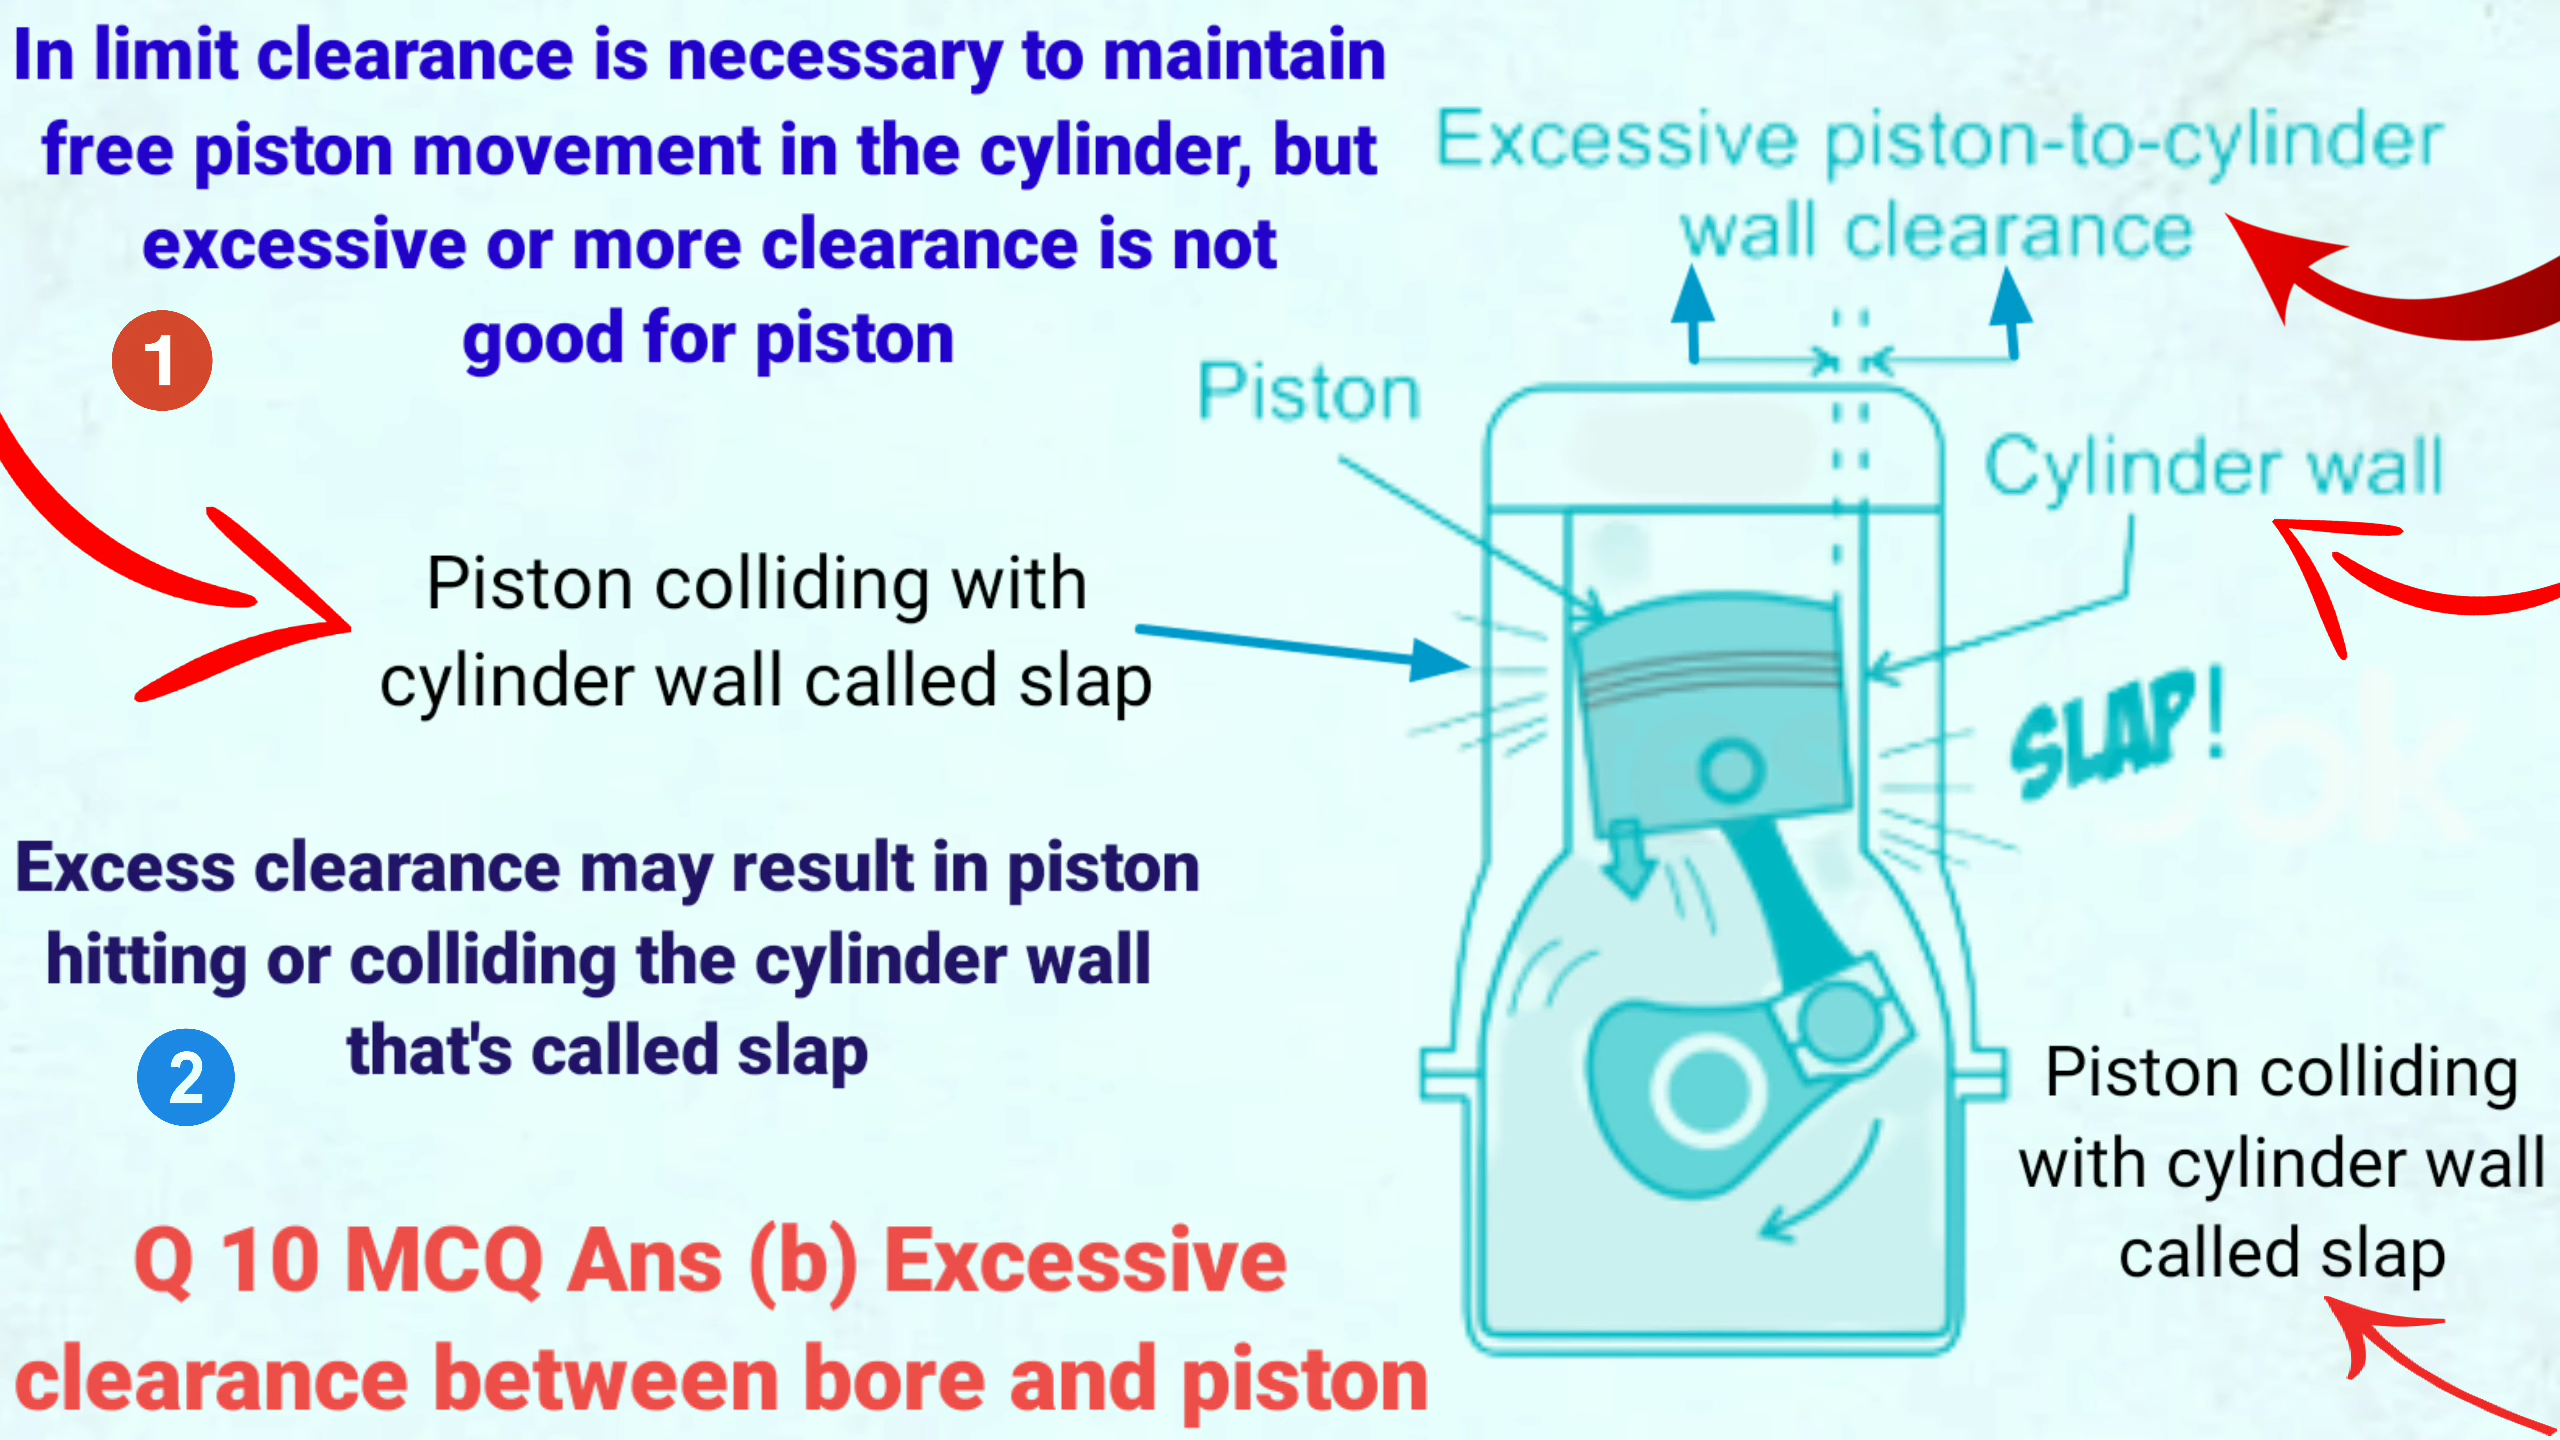 In limit clearance is necessary to maintain
free piston movement in the cylinder, but
excessive or more clearance is not
good for piston
1
Excessive piston-to-cylinder
wall clearance
Piston
Cylinder wall
Piston colliding with
cylinder wall called slap
SLAP!
Excess clearance may result in piston
hitting or colliding the cylinder wall
that's called slap
2
Piston colliding
with cylinder wall
called slap
Q 10 MCQ Ans (b) Excessive
clearance between bore and piston